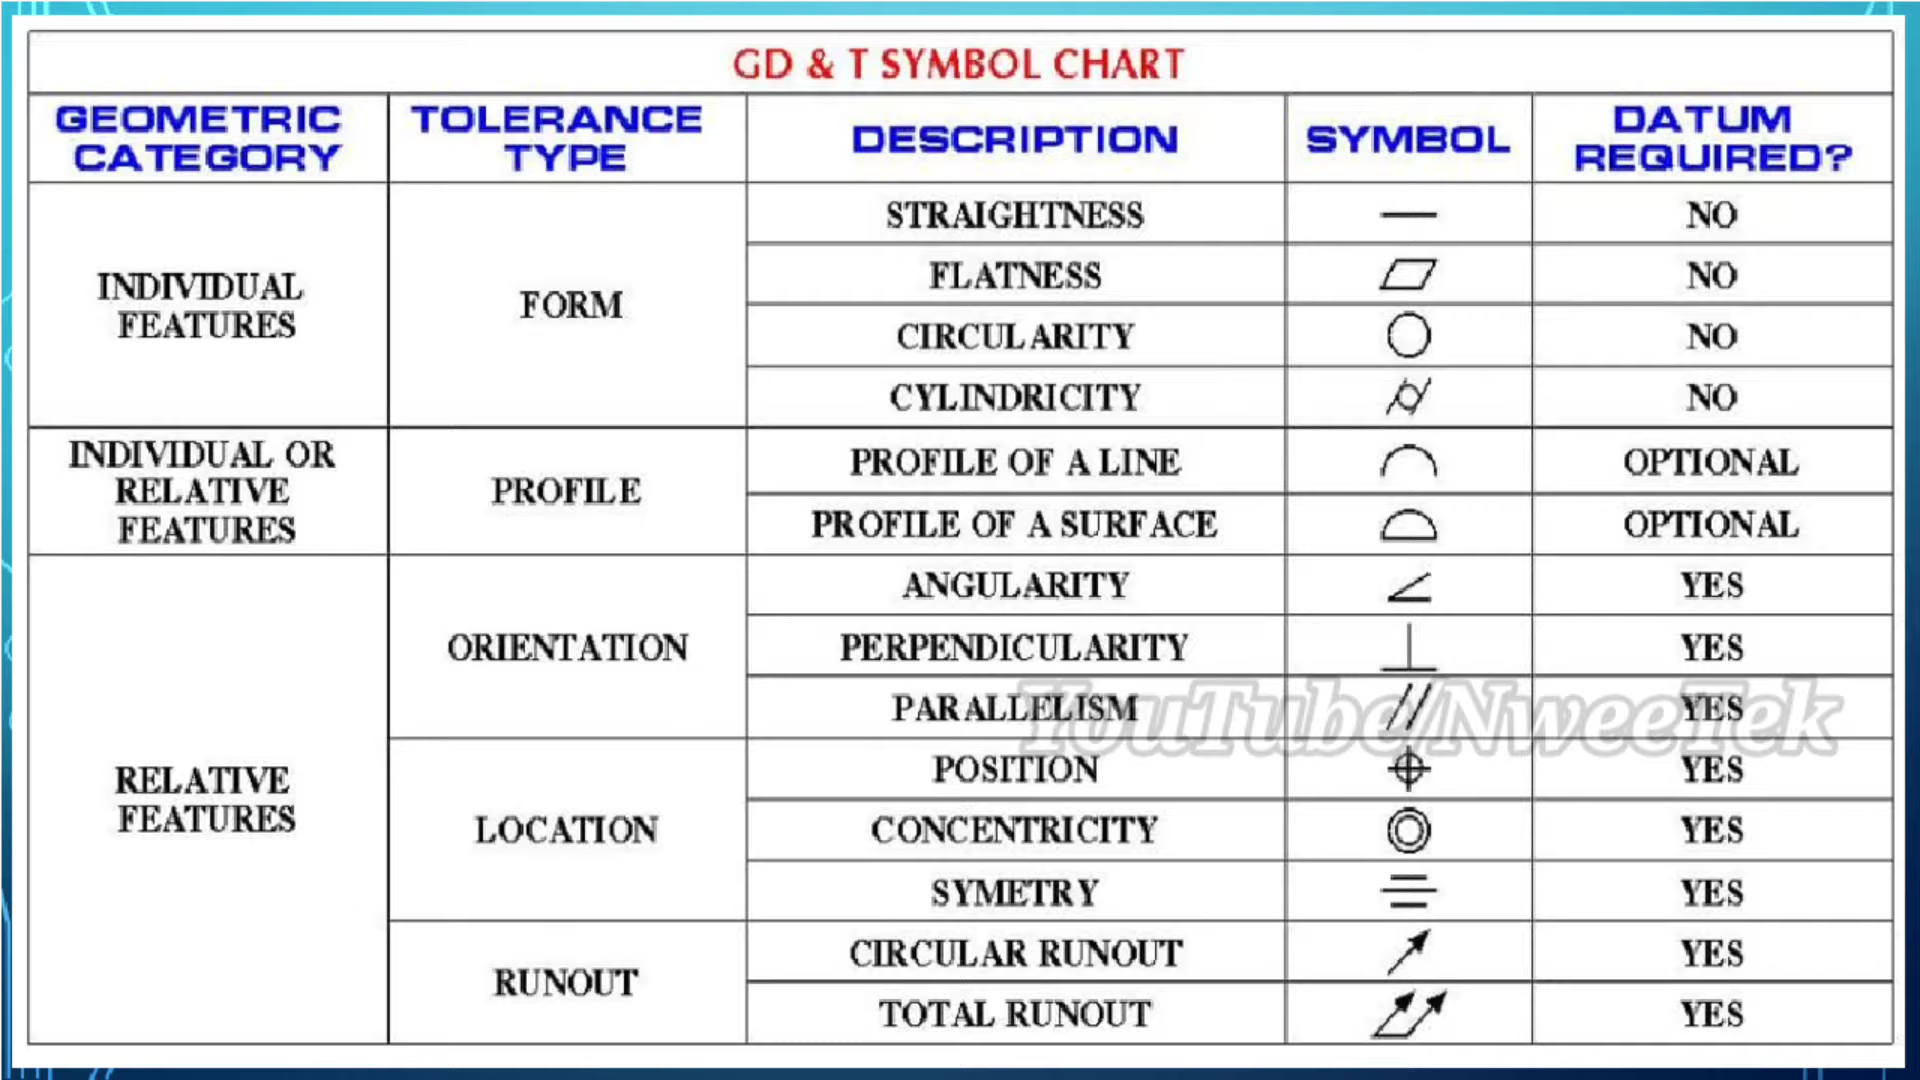 GD & T SYMBOL CHART
GEOMETRIC
CATEGORY
TOLERANCE
TYPE
DESCRIPTION
SYMBOL
DATUM
REQUIRED?
INDIVIDUAL
FEATURES
FORM
STRAIGHTNESS
NO
FLATNESS
NO
CIRCULARITY
NO
CYLINDRICITY
NO
INDIVIDUAL OR
RELATIVE
FEATURES
PROFILE
PROFILE OF A LINE
OPTIONAL
PROFILE OF A SURFACE
OPTIONAL
RELATIVE
FEATURES
ORIENTATION
ANGULARITY
YES
PERPENDICULARITY
YES
PARALLELISM
YES
YouTube/NweeTek
LOCATION
POSITION
YES
CONCENTRICITY
YES
SYMETRY
YES
RUNOUT
CIRCULAR RUNOUT
YES
TOTAL RUNOUT
YES